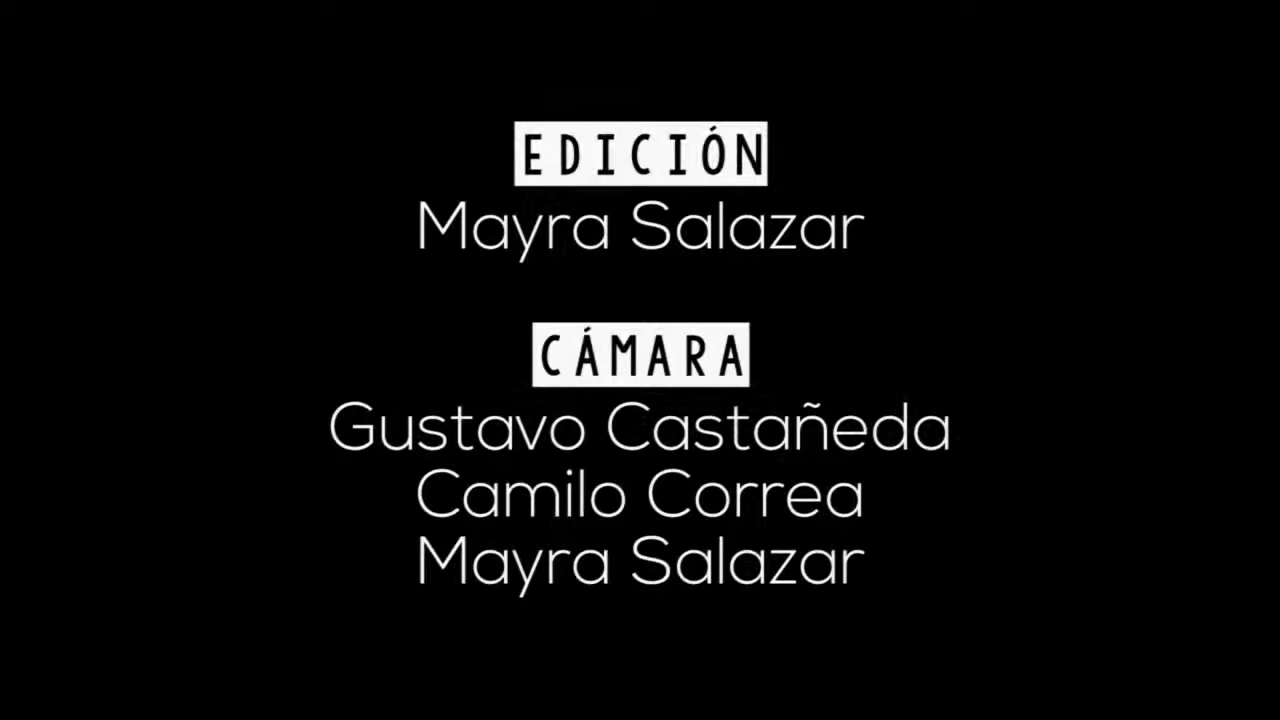 EDICIÓN
Mayra Salazar
CÁMARA
Gustavo Castañeda
Camilo Correa
Mayra Salazar